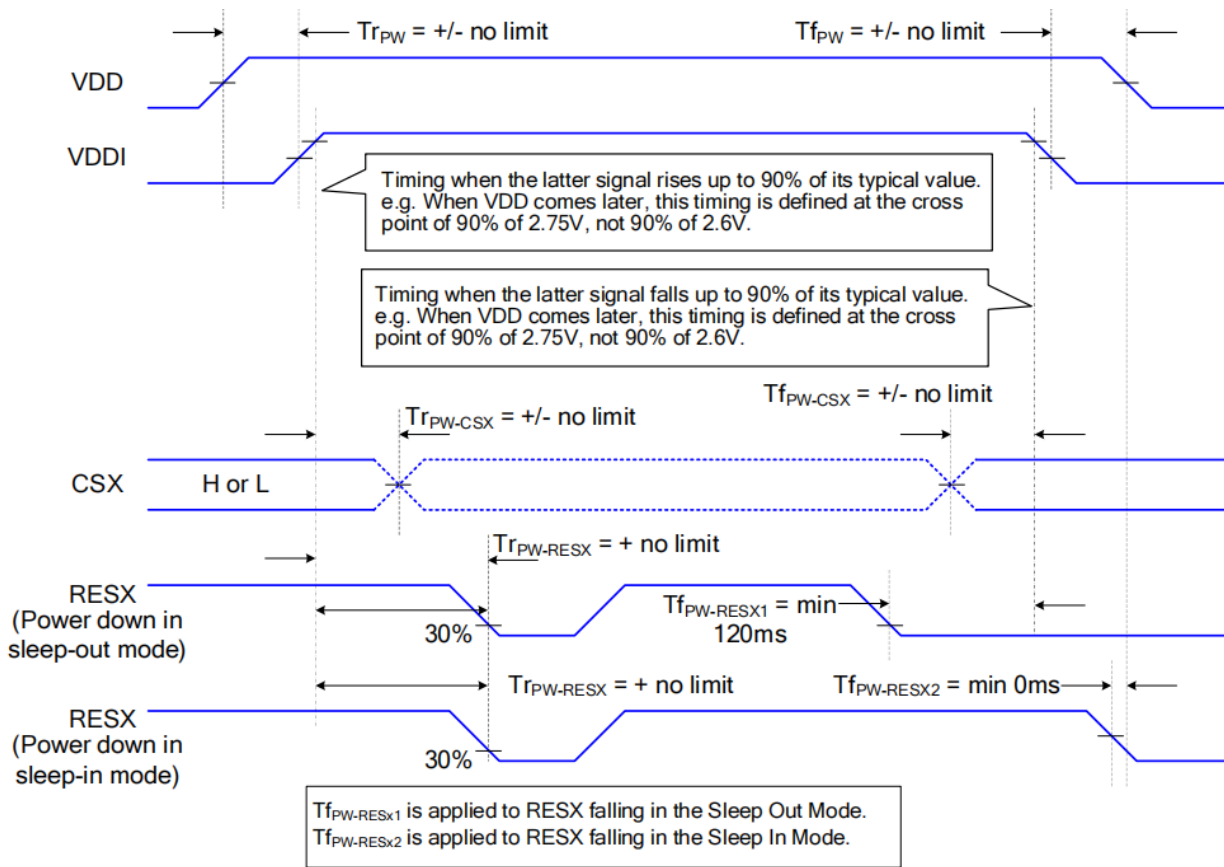 TrPW = +/- no limit
TfPW = +/- no limit
VDD
VDDI
Timing when the latter signal rises up to 90% of its typical value.
e.g. When VDD comes later, this timing is defined at the cross
point of 90% of 2.75V, not 90% of 2.6V.
Timing when the latter signal falls up to 90% of its typical value.
e.g. When VDD comes later, this timing is defined at the cross
point of 90% of 2.75V, not 90% of 2.6V.
TfPW-CSX = +/- no limit
TrPW-CSX = +/- no limit
CSX
H or L
TrPW-RESX = + no limit
RESX
(Power down in
sleep-out mode)
30%
TfPW-RESX1 = min
120ms
TrPW-RESX = + no limit
TfPW-RESX2 = min 0ms
RESX
(Power down in
sleep-in mode)
30%
TfPW-RESx1 is applied to RESX falling in the Sleep Out Mode.
TfPW-RESx2 is applied to RESX falling in the Sleep In Mode.